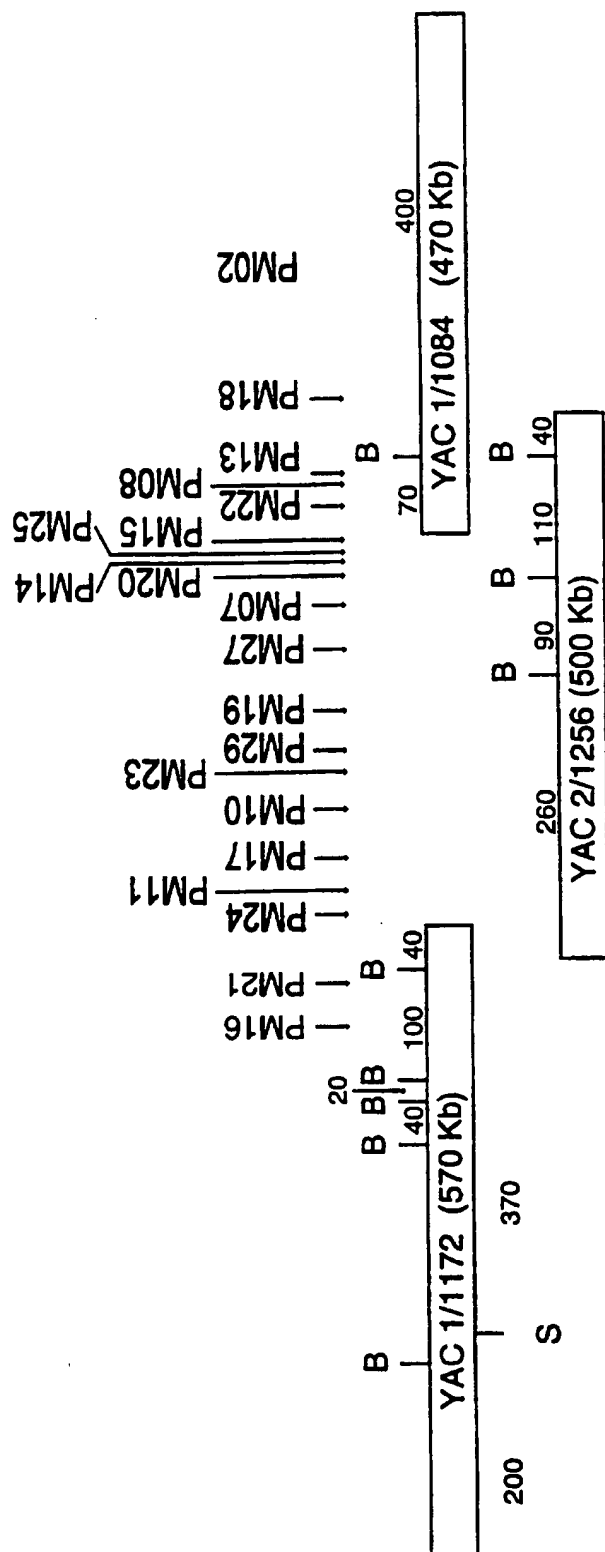 PM16
PM21
PM24
PM11
PM17
PM10
PM23
PM29
PM19
PM27
PM07
PM20
PM14
PM25
PM15
PM22
PM08
PM13
PM18
PM02
B
B
B
B
B
20
40
100
40
YAC 1/1172 (570 Kb)
200
S
370
B
70
400
YAC 1/1084 (470 Kb)
B
B
B
260
90
110
40
YAC 2/1256 (500 Kb)